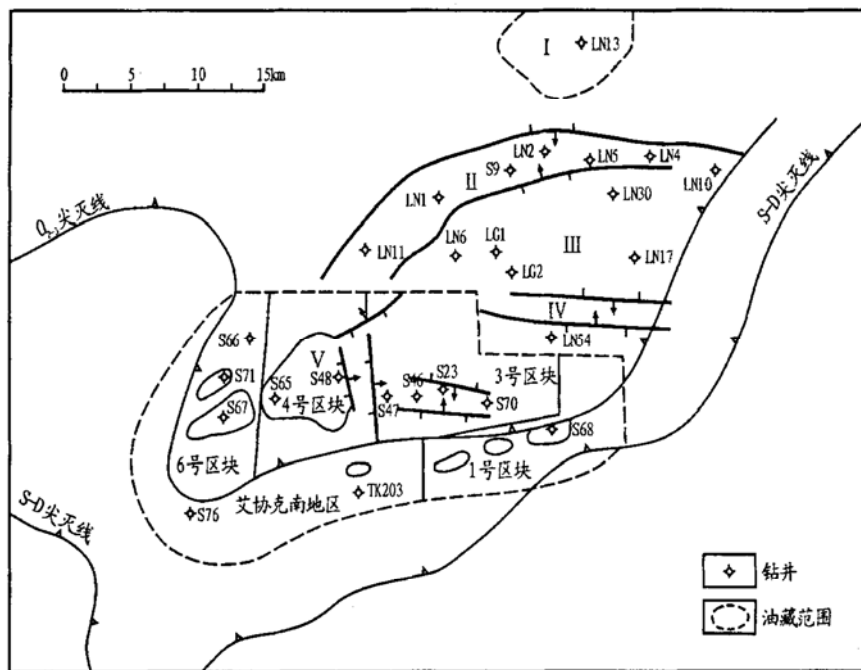 I
LN13
0
5
10
15km
LN2
S9
LN5
LN4
LN10
II
LN1
LN30
S-D尖灭线
O₂₋₃尖灭线
LN11
LN6
LG1
III
LN17
LG2
IV
LN54
S66
V
S71
S65
S48
S23
3号区块
S46
S47
S70
4号区块
S67
S68
6号区块
1号区块
艾协克南地区
TK203
S76
S-D尖灭线
钻井
油藏范围